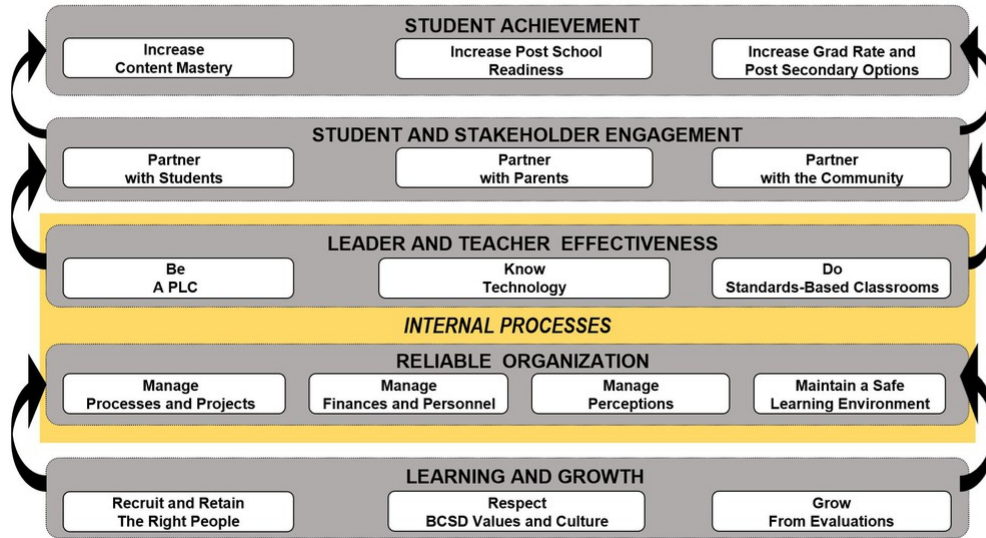 STUDENT ACHIEVEMENT
Increase
Content Mastery
Increase Post School
Readiness
Increase Grad Rate and
Post Secondary Options
STUDENT AND STAKEHOLDER ENGAGEMENT
Partner
with Students
Partner
with Parents
Partner
with the Community
LEADER AND TEACHER EFFECTIVENESS
Be
A PLC
Know
Technology
Do
Standards-Based Classrooms
INTERNAL PROCESSES
RELIABLE ORGANIZATION
Manage
Processes and Projects
Manage
Finances and Personnel
Manage
Perceptions
Maintain a Safe
Learning Environment
LEARNING AND GROWTH
Recruit and Retain
The Right People
Respect
BCSD Values and Culture
Grow
From Evaluations